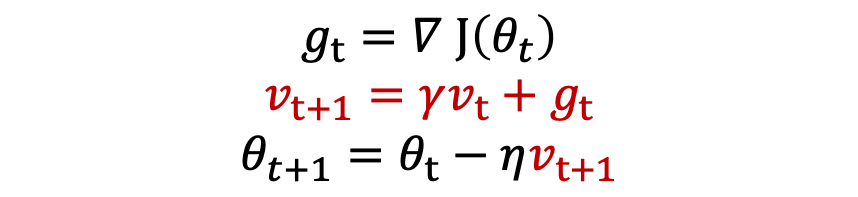 g_t = ∇ J(θ_t)
v_{t+1} = γv_t + g_t
θ_{t+1} = θ_t − ηv_{t+1}